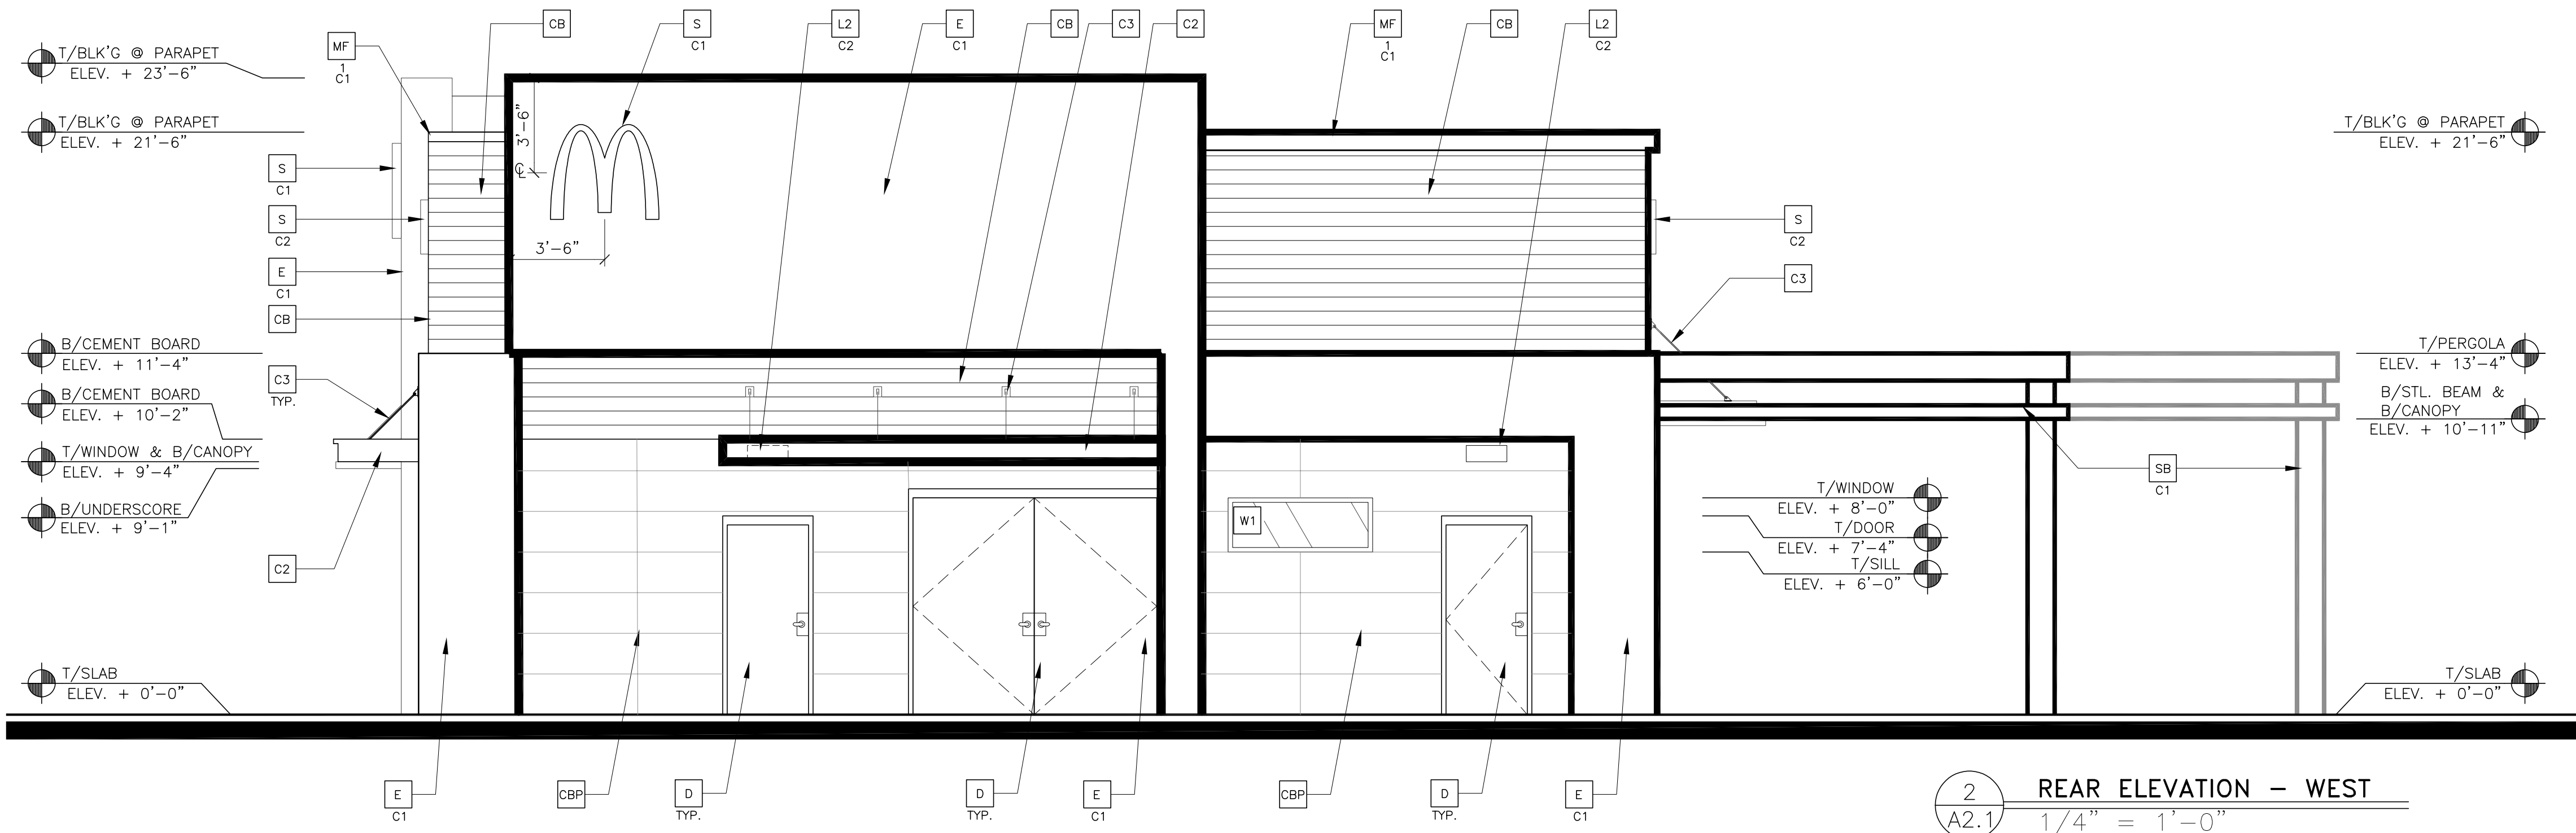 CB
S
C1
L2
C2
E
C1
CB
C3
C2
MF
1
C1
CB
L2
C2
MF
1
C1
T/BLK'G @ PARAPET
ELEV. + 23'-6"
T/BLK'G @ PARAPET
ELEV. + 21'-6"
T/BLK'G @ PARAPET
ELEV. + 21'-6"
3'-6"
CL
3'-6"
S
C1
S
C2
E
C1
CB
S
C2
C3
B/CEMENT BOARD
ELEV. + 11'-4"
B/CEMENT BOARD
ELEV. + 10'-2"
T/WINDOW & B/CANOPY
ELEV. + 9'-4"
B/UNDERSCORE
ELEV. + 9'-1"
C3
TYP.
C2
T/PERGOLA
ELEV. + 13'-4"
B/STL. BEAM &
B/CANOPY
ELEV. + 10'-11"
SB
C1
W1
T/WINDOW
ELEV. + 8'-0"
T/DOOR
ELEV. + 7'-4"
T/SILL
ELEV. + 6'-0"
T/SLAB
ELEV. + 0'-0"
T/SLAB
ELEV. + 0'-0"
E
C1
CBP
D
TYP.
D
TYP.
E
C1
CBP
D
TYP.
E
C1
2
A2.1
REAR ELEVATION - WEST
1/4" = 1'-0"